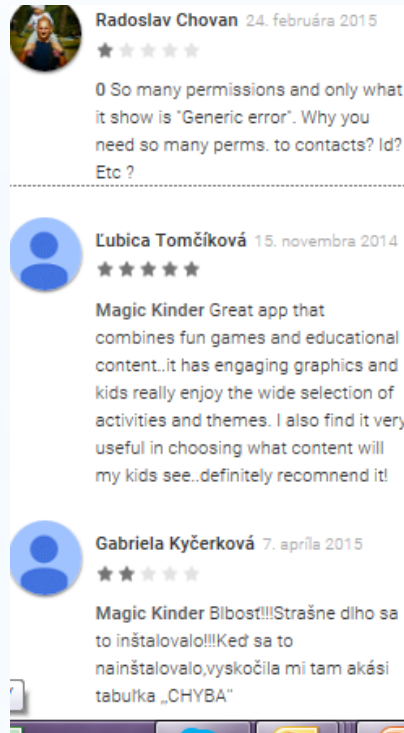 Radoslav Chovan 24. februára 2015
0 So many permissions and only what
it show is "Generic error". Why you
need so many perms. to contacts? Id?
Etc ?
Ľubica Tomčíková 15. novembra 2014
Magic Kinder Great app that
combines fun games and educational
content..it has engaging graphics and
kids really enjoy the wide selection of
activities and themes. I also find it very
useful in choosing what content will
my kids see..definitely recomnend it!
Gabriela Kyčerková 7. apríla 2015
Magic Kinder Blbosť!!!Strašne dlho sa
to inštalovalo!!!Keď sa to
nainštalovalo,vyskočila mi tam akási
tabuľka „CHYBA"